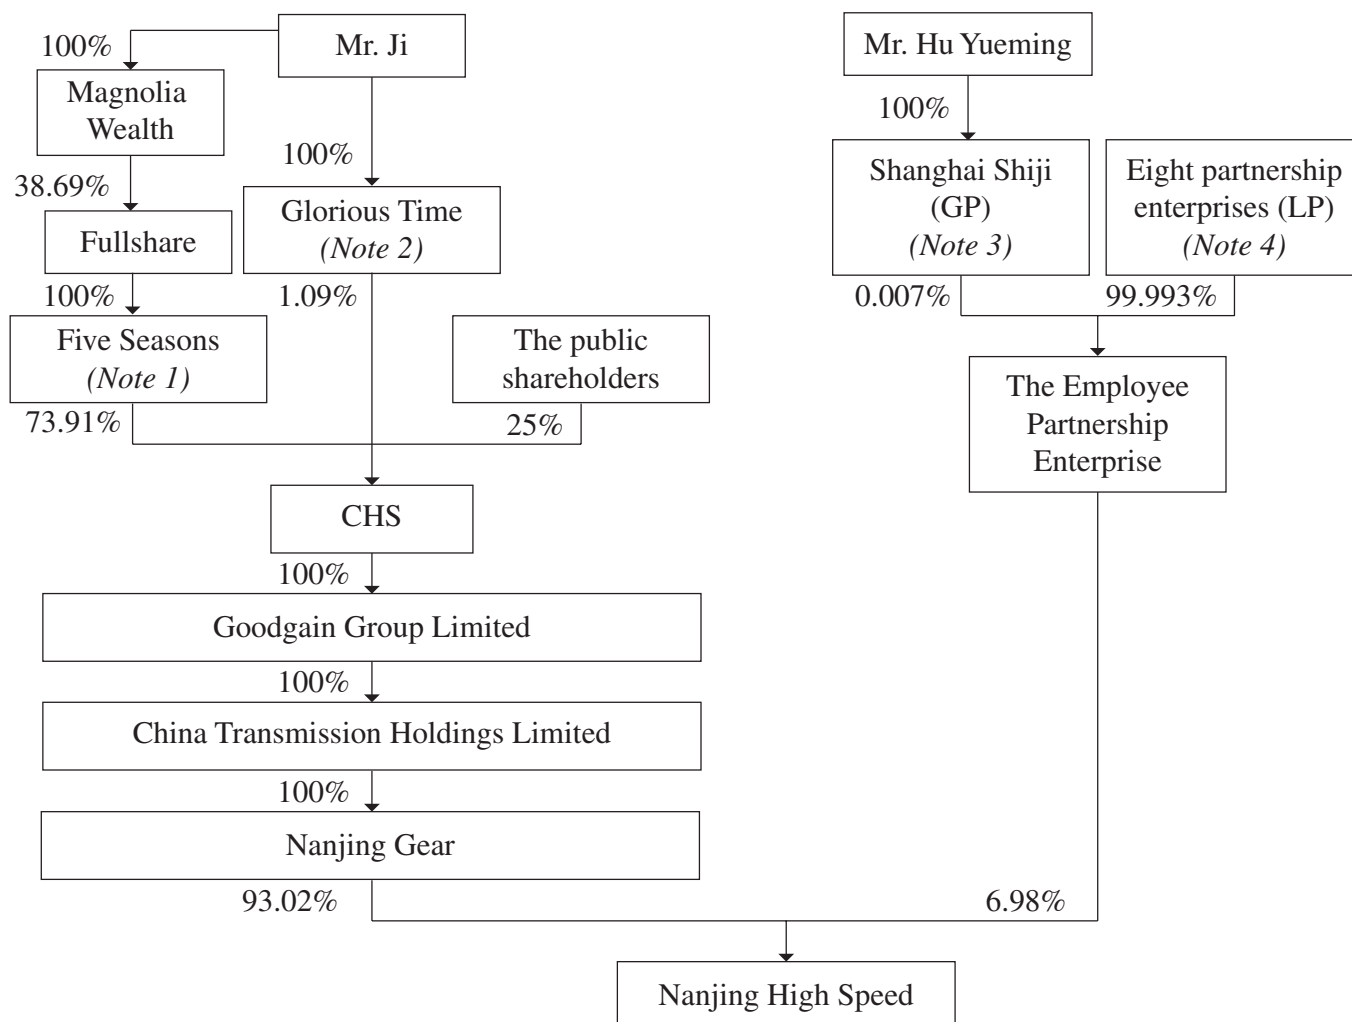 100%
Mr. Ji
Magnolia
Wealth
38.69%
100%
Fullshare
Glorious Time
(Note 2)
100%
1.09%
Five Seasons
(Note 1)
The public
shareholders
73.91%
25%
CHS
100%
Goodgain Group Limited
100%
China Transmission Holdings Limited
100%
Nanjing Gear
93.02%
Mr. Hu Yueming
100%
Shanghai Shiji
(GP)
(Note 3)
Eight partnership
enterprises (LP)
(Note 4)
0.007%
99.993%
The Employee
Partnership
Enterprise
6.98%
Nanjing High Speed